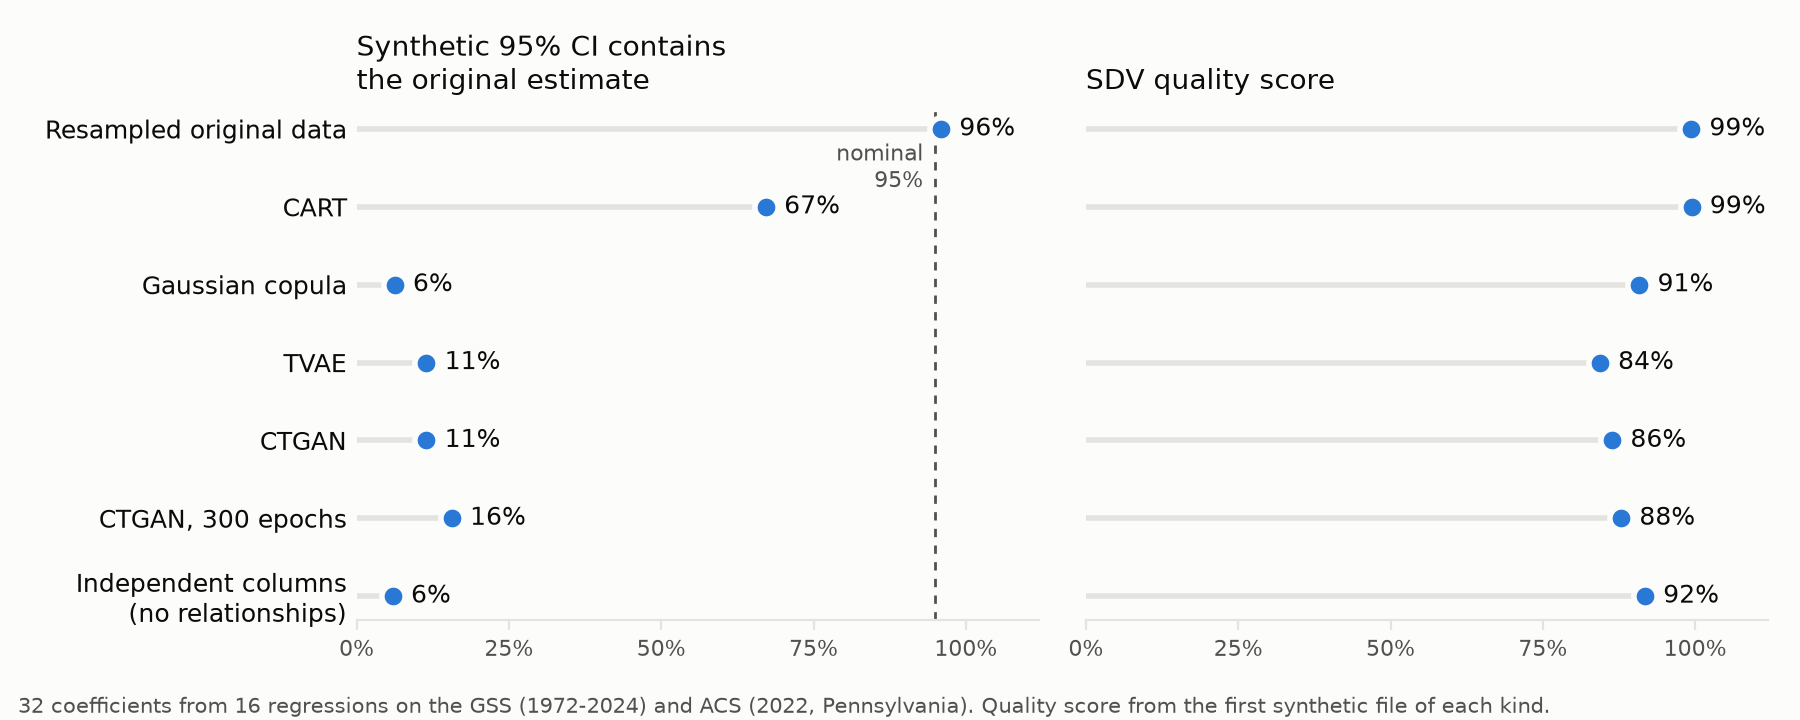 Synthetic 95% CI contains
the original estimate
SDV quality score
Resampled original data
96%
99%
nominal
95%
CART
67%
99%
Gaussian copula
6%
91%
TVAE
11%
84%
CTGAN
11%
86%
CTGAN, 300 epochs
16%
88%
Independent columns
(no relationships)
6%
92%
0%
25%
50%
75%
100%
0%
25%
50%
75%
100%
32 coefficients from 16 regressions on the GSS (1972-2024) and ACS (2022, Pennsylvania). Quality score from the first synthetic file of each kind.